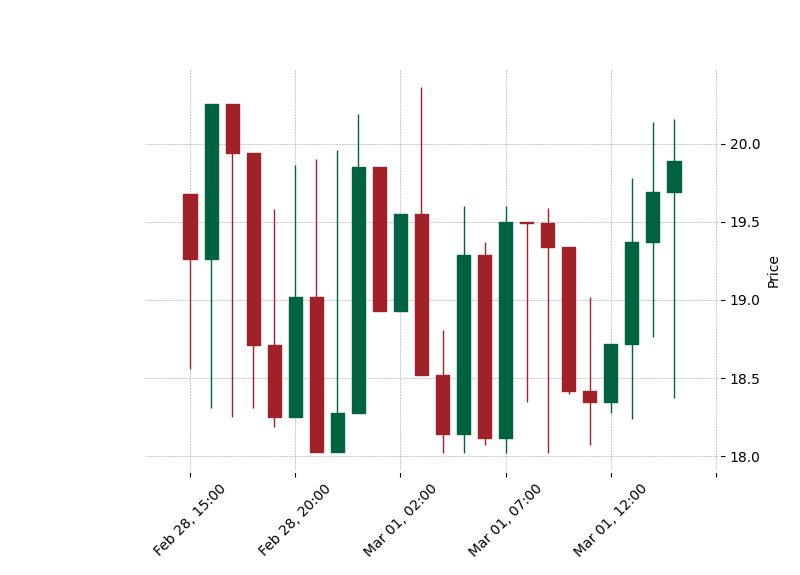 20.0
19.5
19.0
18.5
18.0
Price
Feb 28, 15:00
Feb 28, 20:00
Mar 01, 02:00
Mar 01, 07:00
Mar 01, 12:00